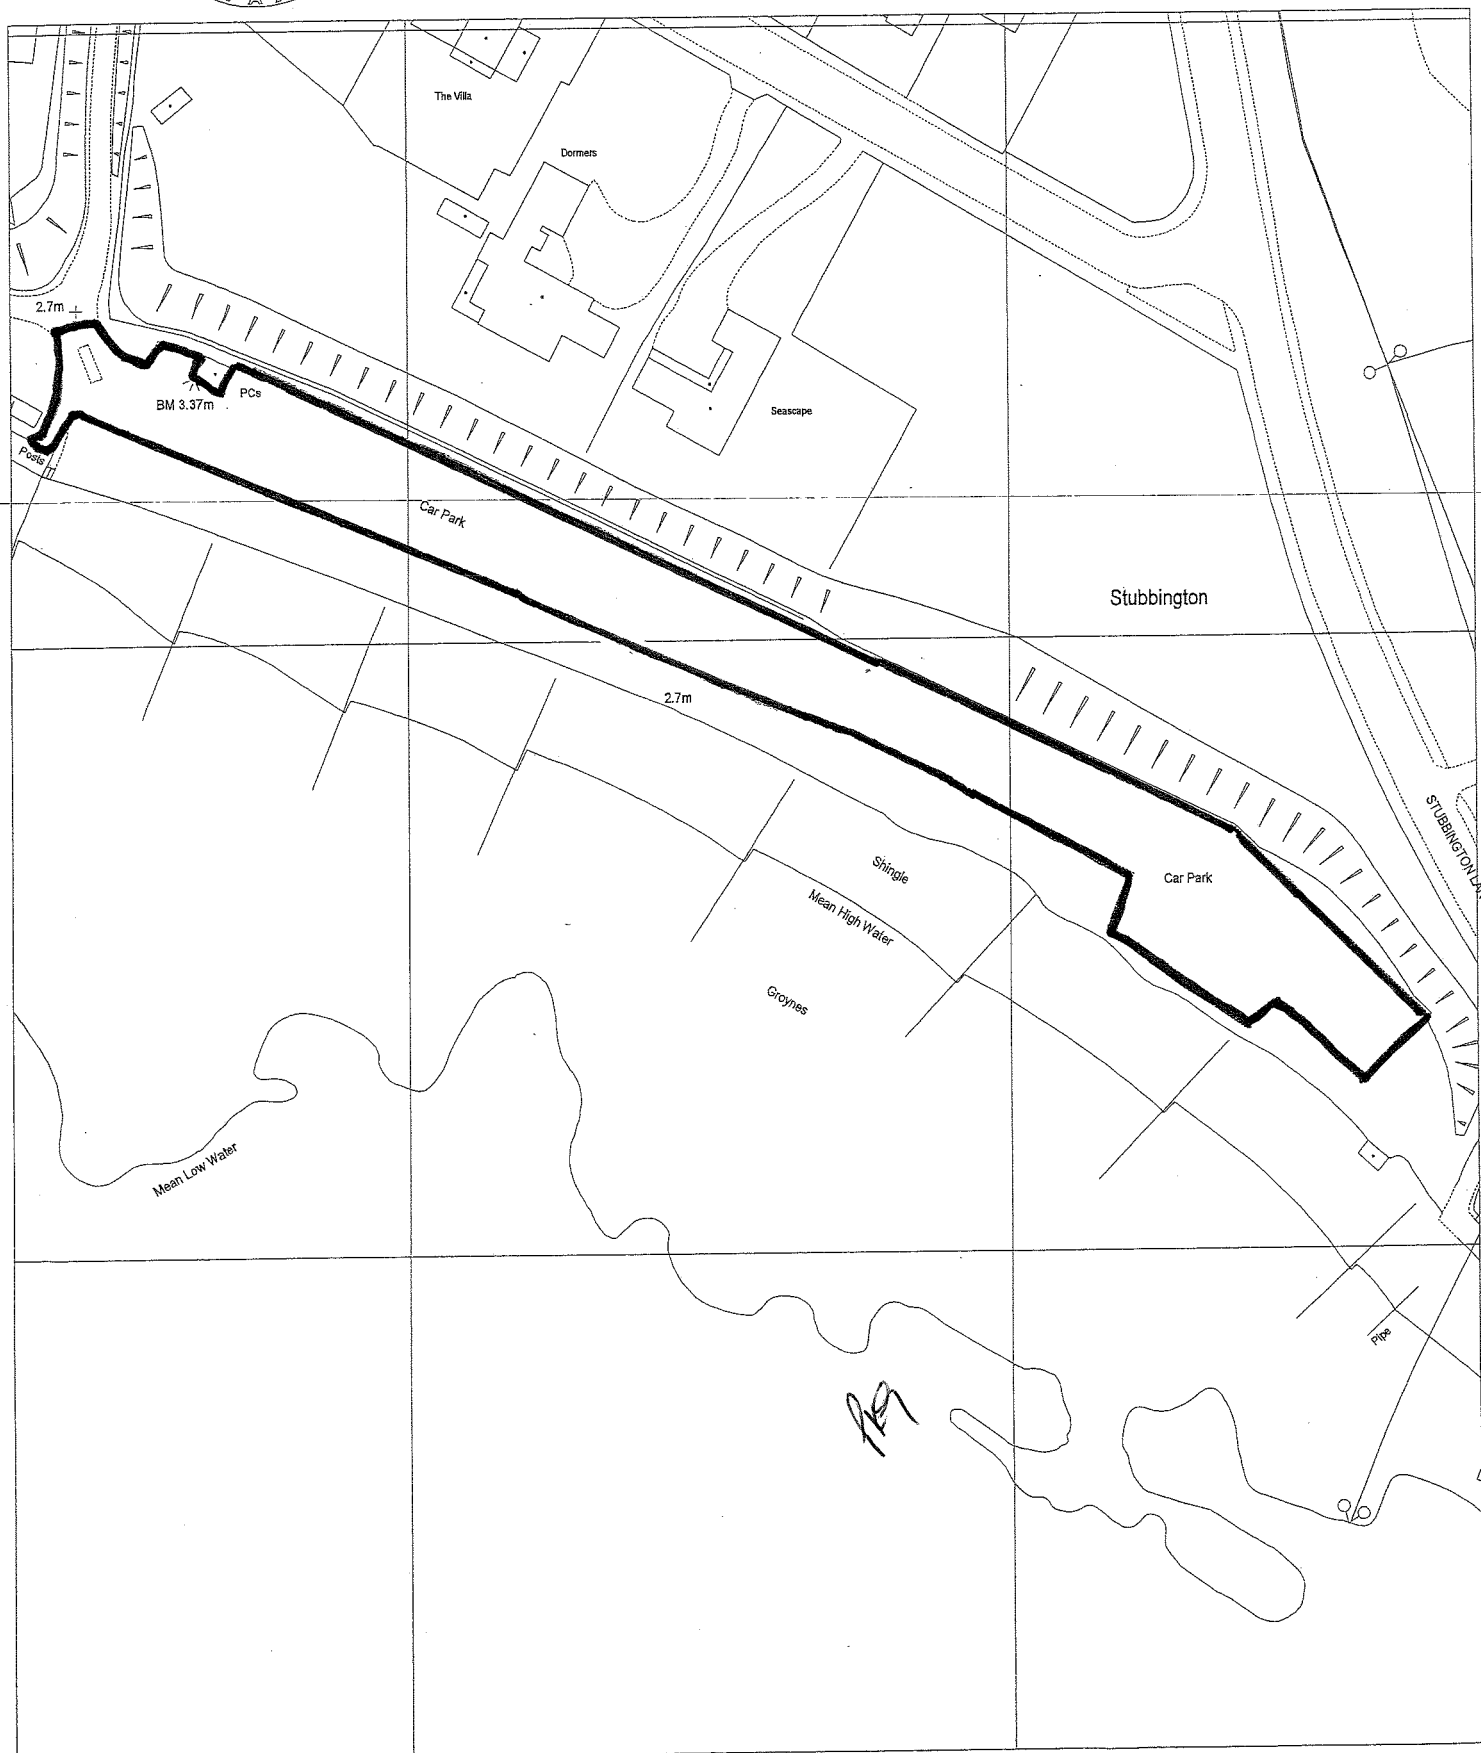 The Villa
Dormers
2.7m
BM 3.37m
PCs
Seascape
Posts
Car Park
Stubbington
2.7m
STUBBINGTON
Shingle
Car Park
Mean High Water
Groynes
Mean Low Water
Pipe